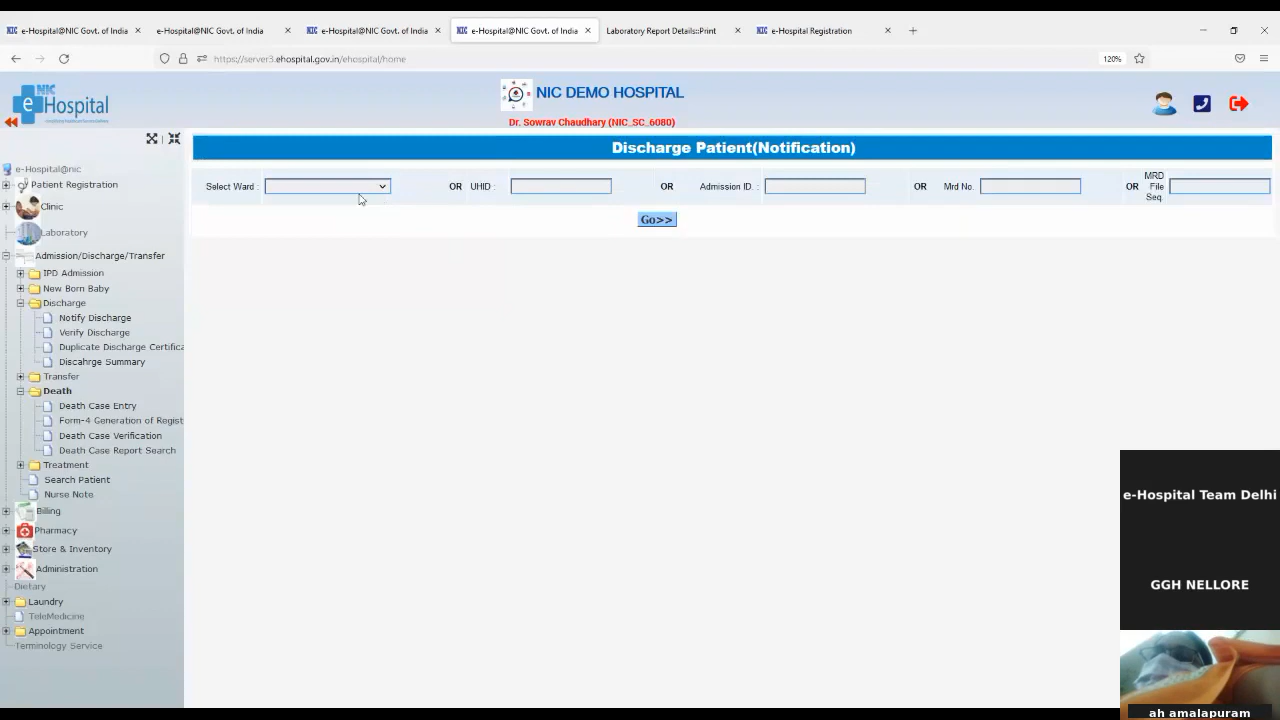 NIC e-Hospital@NIC Govt. of India
e-Hospital@NIC Govt. of India
NIC e-Hospital@NIC Govt. of India
NIC e-Hospital@NIC Govt. of India
Laboratory Report Details::Print
NIC e-Hospital Registration
https://server3.ehospital.gov.in/ehospital/home
120%
NIC
eHospital
NIC DEMO HOSPITAL
Dr. Sowrav Chaudhary (NIC_SC_6080)
Discharge Patient(Notification)
Select Ward :
OR UHID :
OR Admission ID. :
OR Mrd No.
OR MRD File Seq.
Go>>
e-Hospital@nic
Patient Registration
Clinic
Laboratory
Admission/Discharge/Transfer
IPD Admission
New Born Baby
Discharge
Notify Discharge
Verify Discharge
Duplicate Discharge Certifica
Discahrge Summary
Transfer
Death
Death Case Entry
Form-4 Generation of Regist
Death Case Verification
Death Case Report Search
Treatment
Search Patient
Nurse Note
Billing
Pharmacy
Store & Inventory
Administration
Dietary
Laundry
TeleMedicine
Appointment
Terminology Service
e-Hospital Team Delhi
GGH NELLORE
ah amalapuram